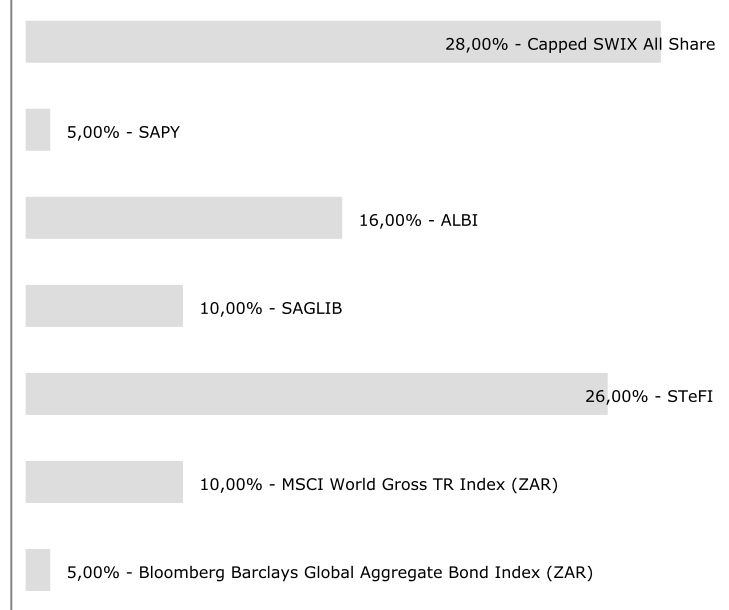 28,00% - Capped SWIX All Share
5,00% - SAPY
16,00% - ALBI
10,00% - SAGLIB
26,00% - STeFI
10,00% - MSCI World Gross TR Index (ZAR)
5,00% - Bloomberg Barclays Global Aggregate Bond Index (ZAR)